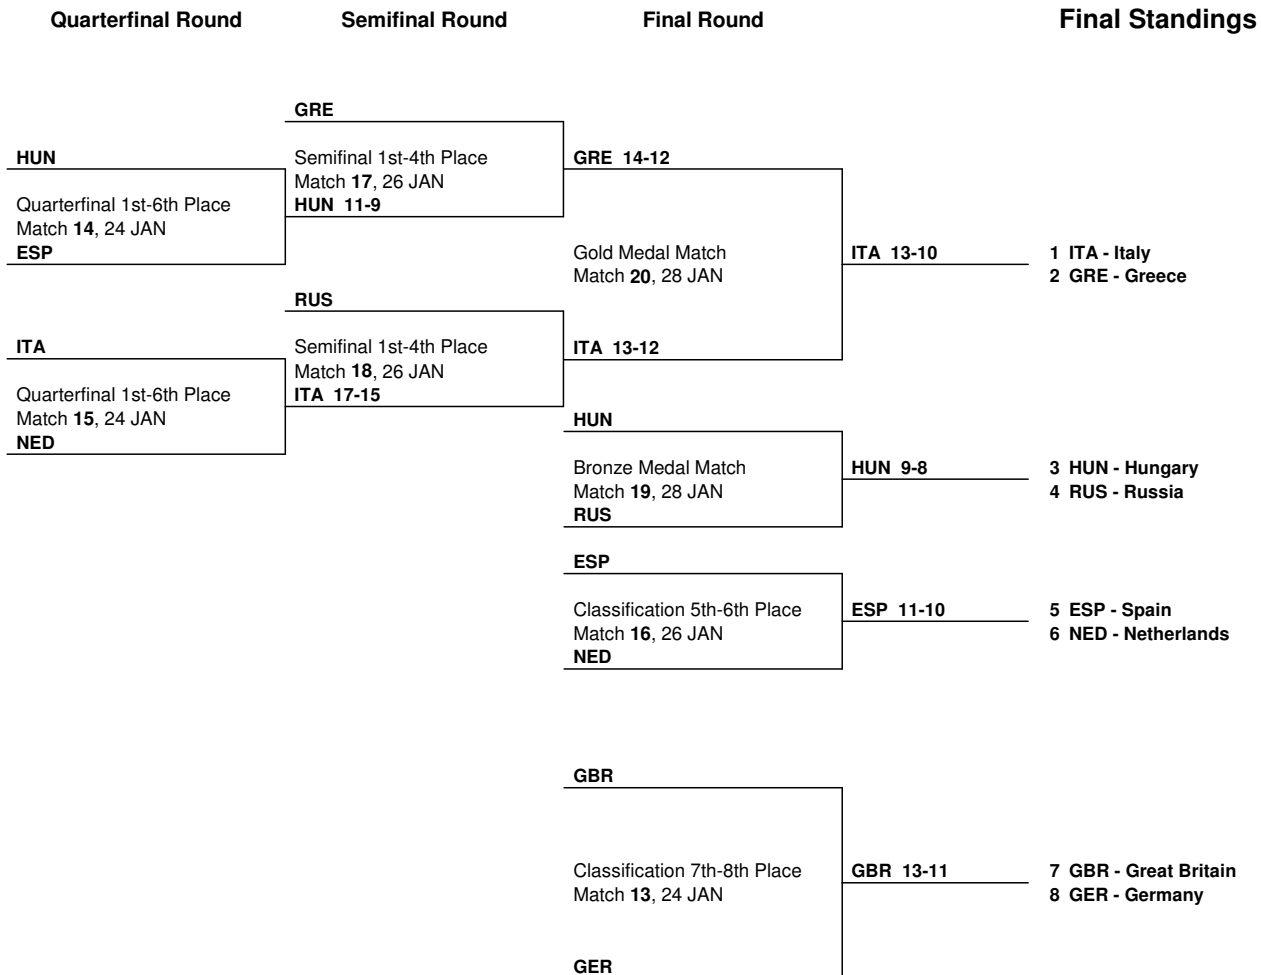 Quarterfinal Round Semifinal Round Final Round Final Standings
GRE
HUN
Semifinal 1st-4th Place
GRE 14-12
Match 17, 26 JAN
Quarterfinal 1st-6th Place
HUN 11-9
Match 14, 24 JAN
ESP
Gold Medal Match
ITA 13-10
1 ITA - Italy
Match 20, 28 JAN
2 GRE - Greece
RUS
ITA
Semifinal 1st-4th Place
ITA 13-12
Match 18, 26 JAN
Quarterfinal 1st-6th Place
ITA 17-15
Match 15, 24 JAN
HUN
NED
Bronze Medal Match
HUN 9-8
3 HUN - Hungary
Match 19, 28 JAN
4 RUS - Russia
RUS
ESP
Classification 5th-6th Place
ESP 11-10
5 ESP - Spain
Match 16, 26 JAN
6 NED - Netherlands
NED
GBR
Classification 7th-8th Place
GBR 13-11
7 GBR - Great Britain
Match 13, 24 JAN
8 GER - Germany
GER